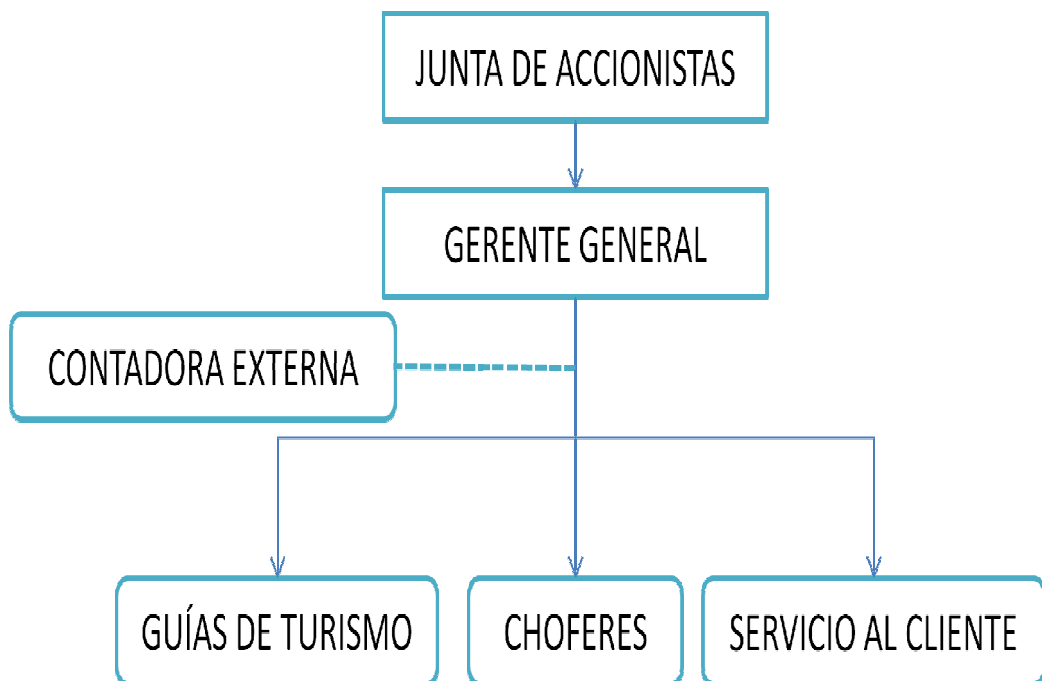 JUNTA DE ACCIONISTAS
GERENTE GENERAL
CONTADORA EXTERNA
GUÍAS DE TURISMO
CHOFERES
SERVICIO AL CLIENTE